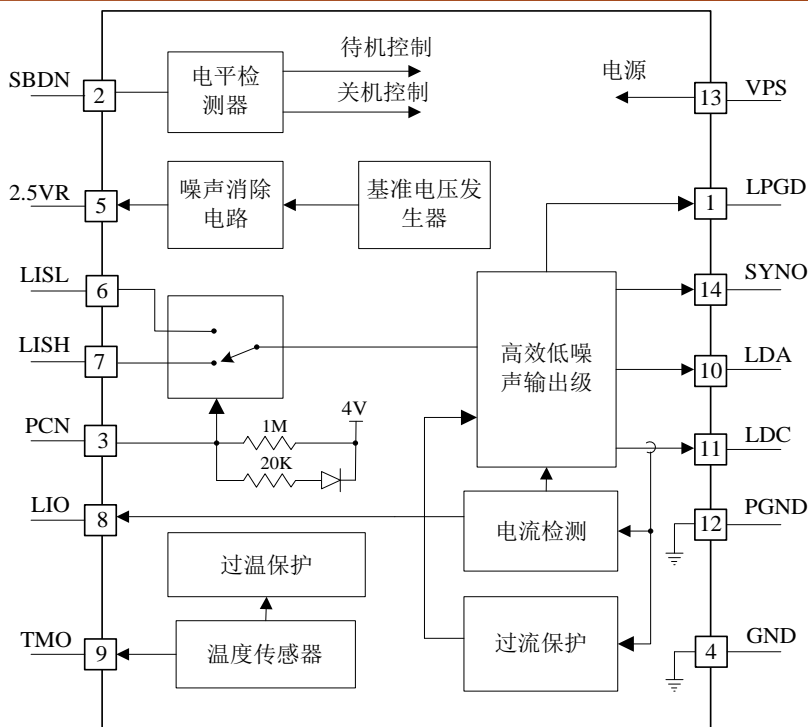 待机控制
SBDN
2
电平检
测器
关机控制
电源
13
VPS
2.5VR
5
噪声消除
电路
基准电压发
生器
1
LPGD
LISL
6
14
SYNO
LISH
7
高效低噪
声输出级
10
LDA
PCN
3
1M
4V
20K
11
LDC
LIO
8
电流检测
12
PGND
过温保护
TMO
9
温度传感器
过流保护
4
GND